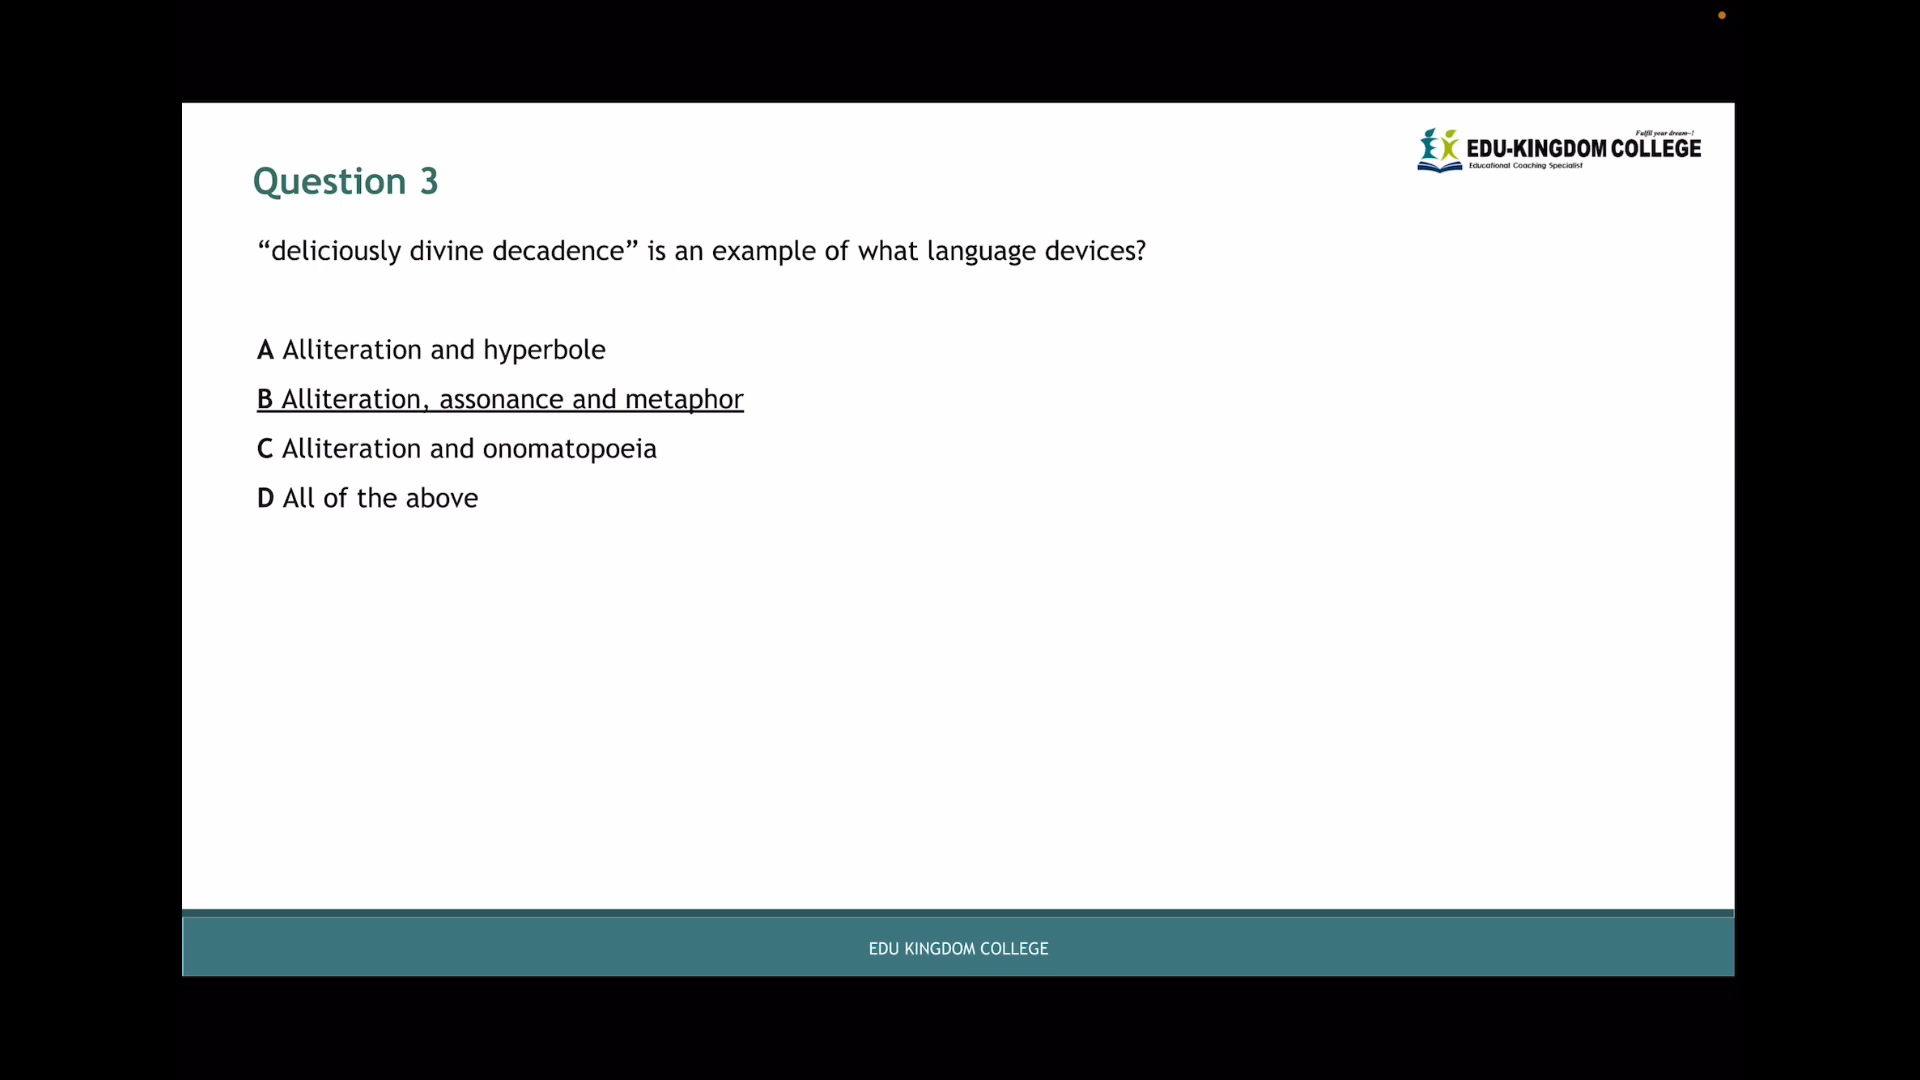 Fulfil your dream~!
EDU-KINGDOM COLLEGE
Educational Coaching Specialist
Question 3
“deliciously divine decadence” is an example of what language devices?
A Alliteration and hyperbole
B Alliteration, assonance and metaphor
C Alliteration and onomatopoeia
D All of the above
EDU KINGDOM COLLEGE